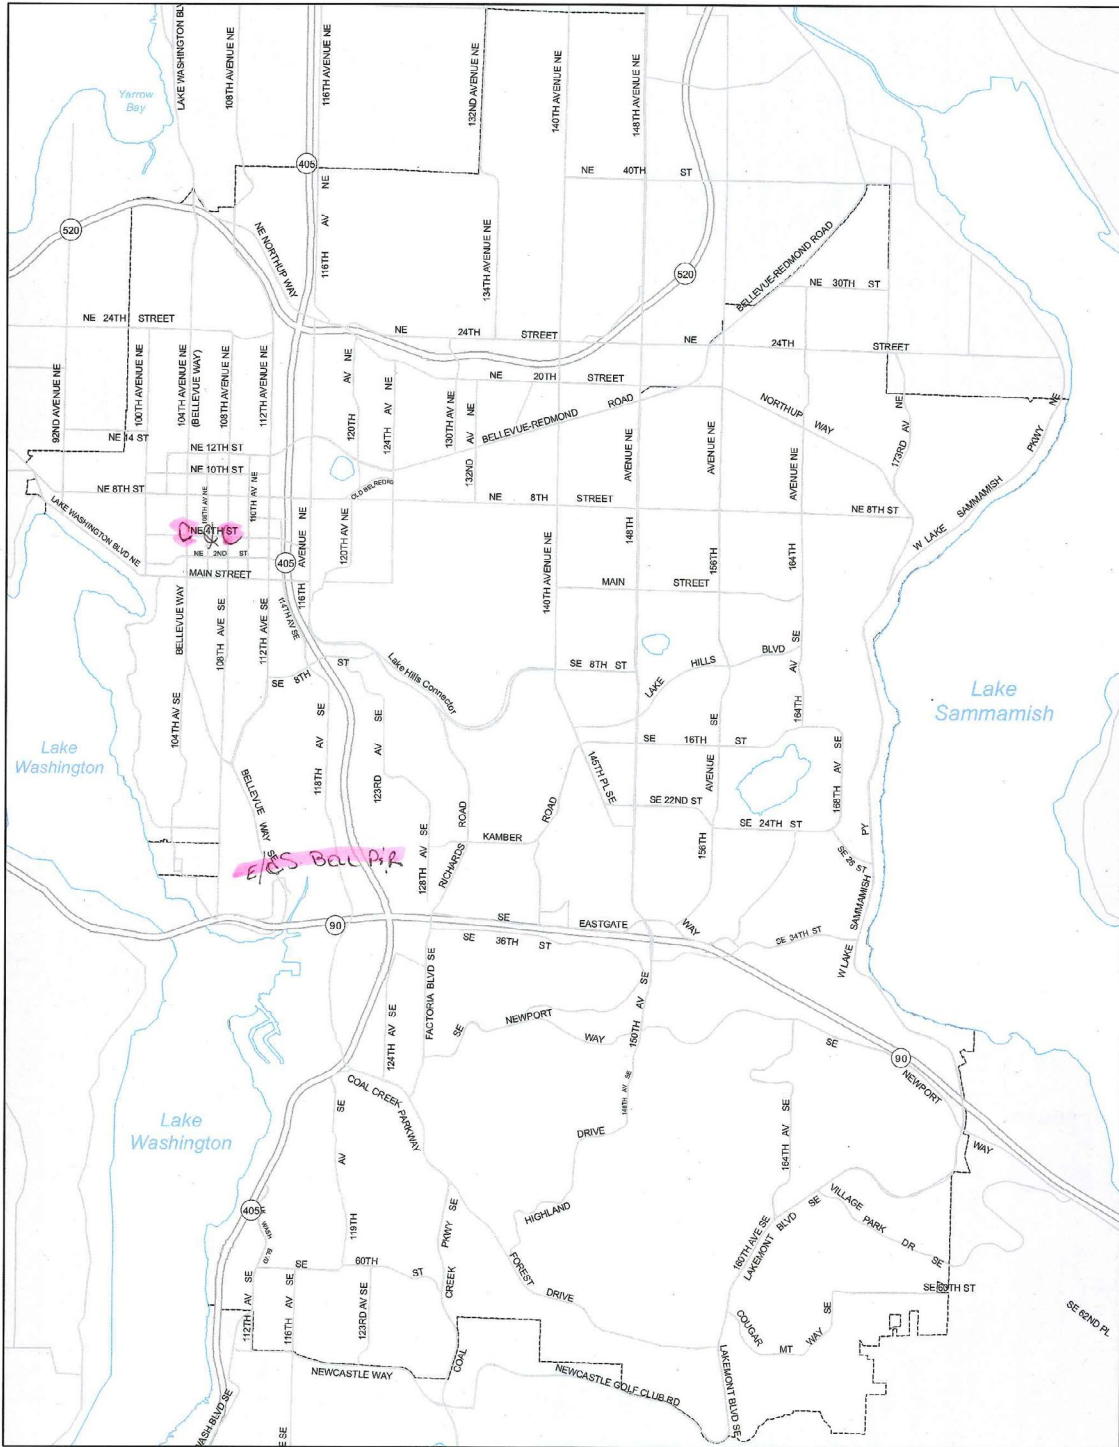 LAKE WASHINGTON BLV
108TH AVENUE NE
116TH AVENUE NE
132ND AVENUE NE
140TH AVENUE NE
148TH AVENUE NE
Yarrow
Bay
405
NE 40TH ST
520
NE NORTHUP WAY
116TH AV NE
134TH AVENUE NE
520
BELLEVUE-REDMOND ROAD
NE 30TH ST
NE 24TH STREET
NE 24TH STREET
NE 24TH STREET
92ND AVENUE NE
100TH AVENUE NE
104TH AVENUE NE
(BELLEVUE WAY)
108TH AVENUE NE
112TH AVENUE NE
120TH AV NE
124TH AV NE
130TH AV NE
132ND AV NE
NE 20TH STREET
BELLEVUE-REDMOND ROAD
NORTHUP WAY
173RD AV NE
W LAKE SAMMAMISH PKWY NE
NE 14 ST
NE 12TH ST
NE 10TH ST
NE 8TH ST
NE 8TH STREET
NE 8TH ST
110TH AV NE
LAKE WASHINGTON BLVD NE
NE 4TH ST
NE 2ND ST
MAIN STREET
405
116TH AVENUE NE
120TH AV NE
140TH AVENUE NE
148TH AVENUE NE
156TH AVENUE NE
164TH AVENUE NE
MAIN STREET
BELLEVUE WAY
108TH AVE SE
112TH AVE SE
114TH AV SE
SE 8TH ST
Lake Hills Connector
SE 8TH ST
LAKE HILLS BLVD
164TH AV SE
Lake
Sammamish
104TH AV SE
Lake
Washington
118TH AV SE
123RD AV SE
SE 16TH ST
145TH PL SE
SE 22ND ST
156TH AVENUE SE
168TH AV SE
SE 24TH ST
SE 26 ST
BELLEVUE WAY SE
128TH AV SE
RICHARDS ROAD
KAMBER ROAD
E/CS BELL P&R
90
SE EASTGATE WAY
SE 36TH ST
SE 34TH ST
W LAKE SAMMAMISH PY
FACTORIA BLVD SE
124TH AV SE
SE NEWPORT WAY
150TH AV SE
SE NEWPORT WAY
90
COAL CREEK PARKWAY
148TH AV SE
164TH AV SE
HIGHLAND DRIVE
Lake
Washington
405
119TH AV SE
FOREST DRIVE
160TH AVE SE
LAKEMONT BLVD SE
VILLAGE PARK DR SE
SE 60TH ST
COAL CREEK PKWY SE
112TH AV SE
116TH AV SE
123RD AV SE
SE 63TH ST
SE 62ND PL
COUGAR MT WAY SE
NEWCASTLE WAY
NEWCASTLE GOLF CLUB RD
LAKEMONT BLVD SE
WASH BLVD SE
E SE